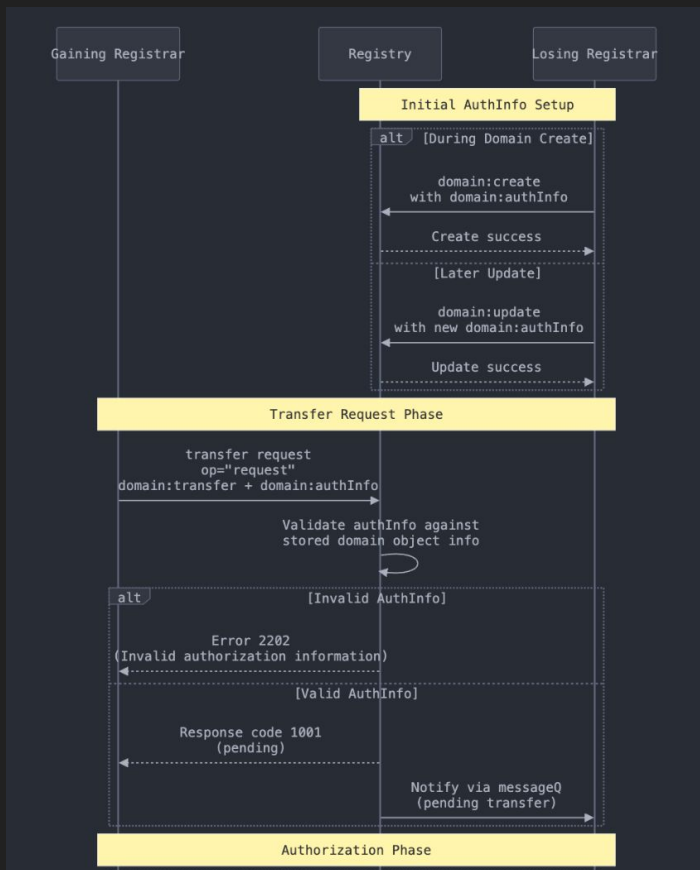 Gaining Registrar
Registry
Losing Registrar
Initial AuthInfo Setup
alt
[During Domain Create]
domain:create
with domain:authInfo
Create success
[Later Update]
domain:update
with new domain:authInfo
Update success
Transfer Request Phase
transfer request
op="request"
domain:transfer + domain:authInfo
Validate authInfo against
stored domain object info
alt
[Invalid AuthInfo]
Error 2202
(Invalid authorization information)
[Valid AuthInfo]
Response code 1001
(pending)
Notify via messageQ
(pending transfer)
Authorization Phase